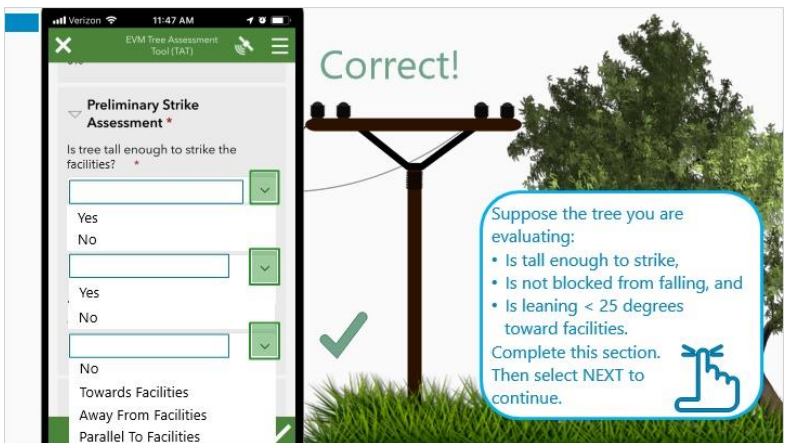 Verizon 11:47 AM
EVM Tree Assessment
Tool (TAT)
Correct!
Preliminary Strike
Assessment *
Is tree tall enough to strike the
facilities? *
Yes
No
Yes
No
No
Towards Facilities
Away From Facilities
Parallel To Facilities
Suppose the tree you are
evaluating:
• Is tall enough to strike,
• Is not blocked from falling, and
• Is leaning < 25 degrees
toward facilities.
Complete this section.
Then select NEXT to
continue.